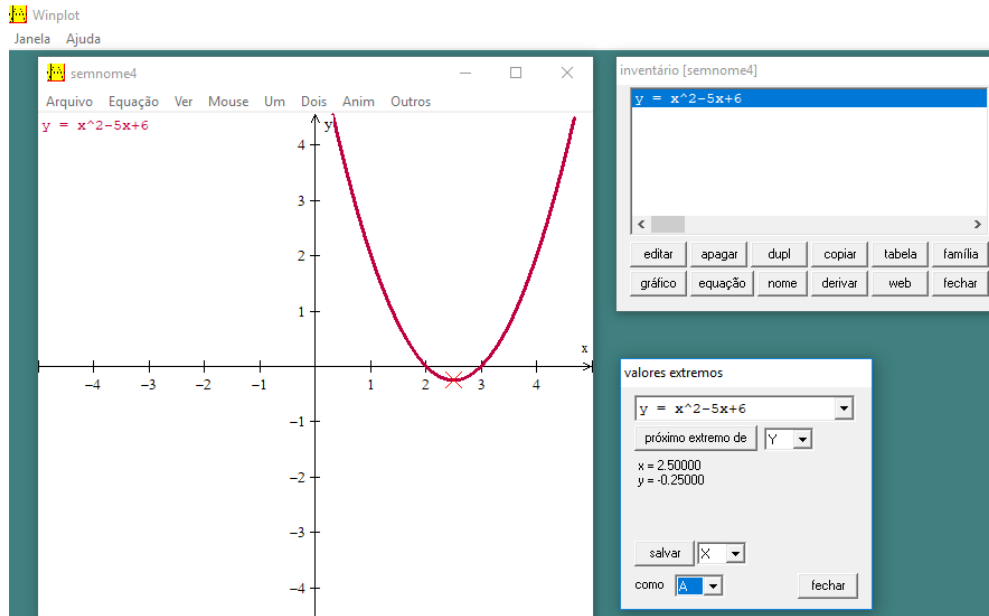 Winplot
Janela Ajuda
semnome4
Arquivo Equação Ver Mouse Um Dois Anim Outros
y = x^2-5x+6
y
4
3
2
1
x
-4 -3 -2 -1 1 2 3 4
-1
-2
-3
-4
inventário [semnome4]
y = x^2-5x+6
editar apagar dupl copiar tabela família
gráfico equação nome derivar web fechar
valores extremos
y = x^2-5x+6
próximo extremo de Y
x = 2.50000
y = -0.25000
salvar X
como A fechar